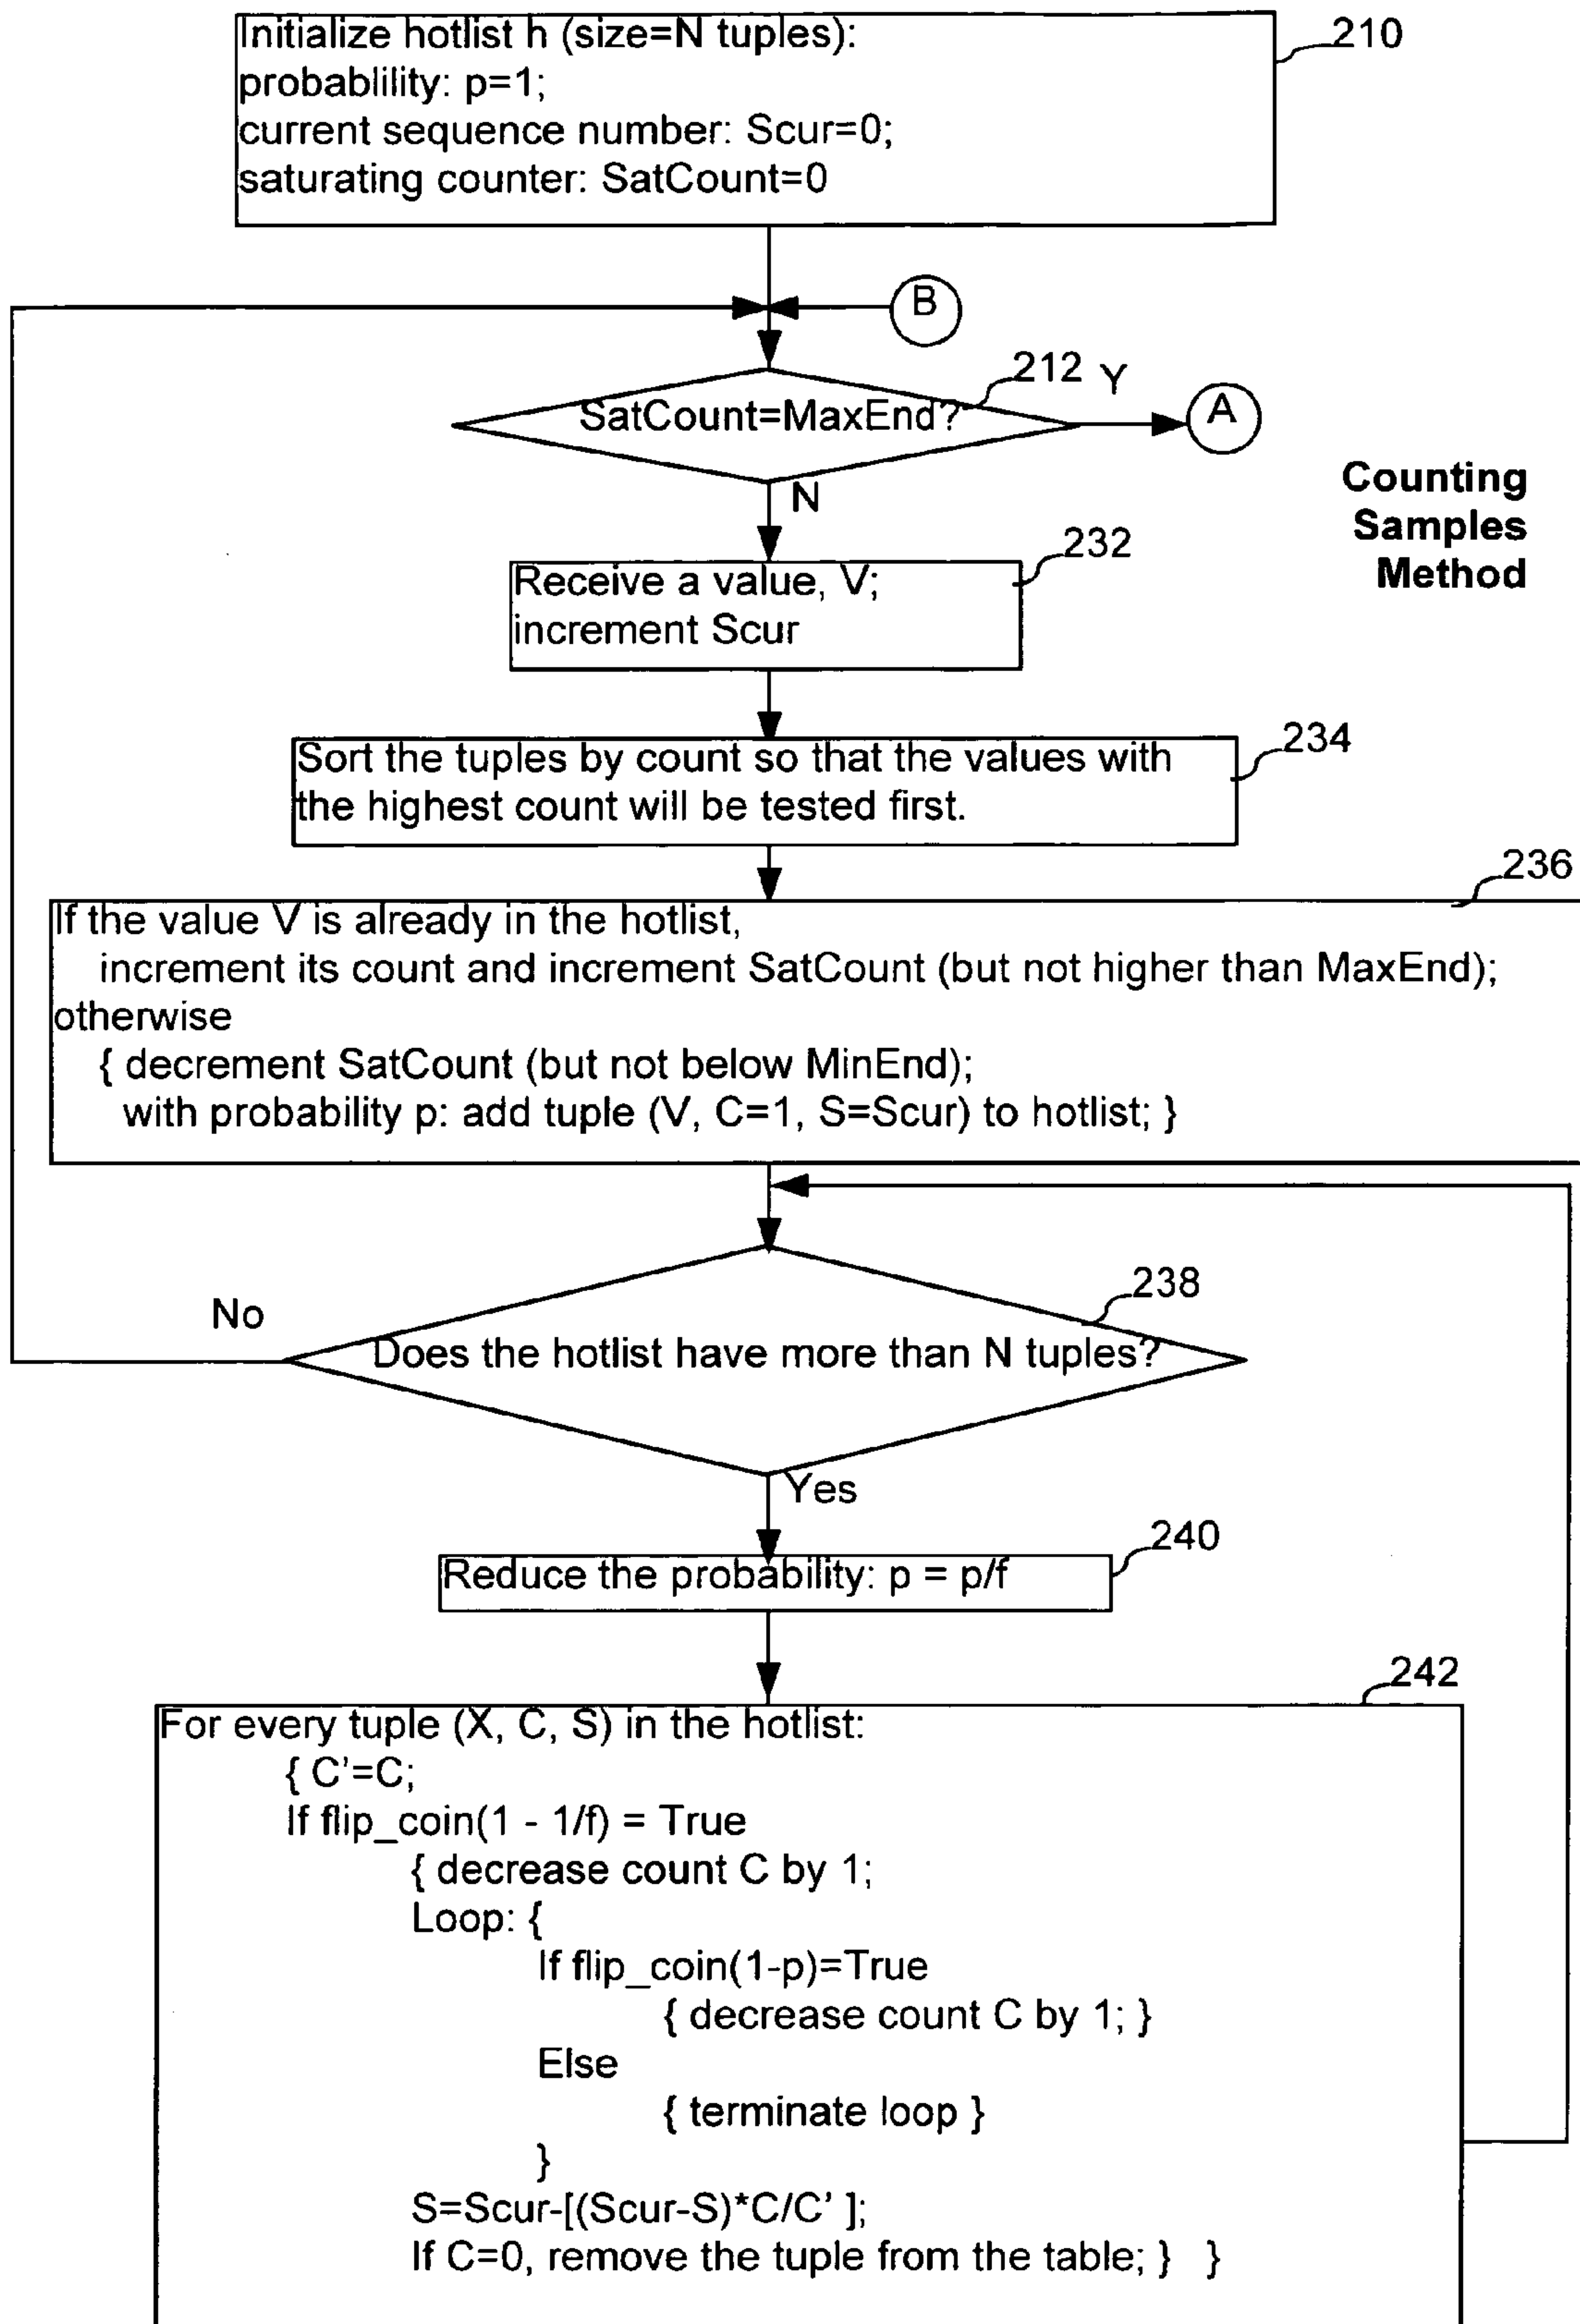 Initialize hotlist h (size=N tuples):
probablility: p=1;
current sequence number: Scur=0;
saturating counter: SatCount=0
210
B
212
Y
SatCount=MaxEnd?
A
N
Counting
Samples
Method
232
Receive a value, V;
increment Scur
234
Sort the tuples by count so that the values with
the highest count will be tested first.
236
If the value V is already in the hotlist,
increment its count and increment SatCount (but not higher than MaxEnd);
otherwise
{ decrement SatCount (but not below MinEnd);
with probability p: add tuple (V, C=1, S=Scur) to hotlist; }
238
No
Does the hotlist have more than N tuples?
Yes
240
Reduce the probability: p = p/f
242
For every tuple (X, C, S) in the hotlist:
{ C'=C;
If flip_coin(1 - 1/f) = True
{ decrease count C by 1;
Loop: {
If flip_coin(1-p)=True
{ decrease count C by 1; }
Else
{ terminate loop }
}
S=Scur-[(Scur-S)*C/C' ];
If C=0, remove the tuple from the table; } }